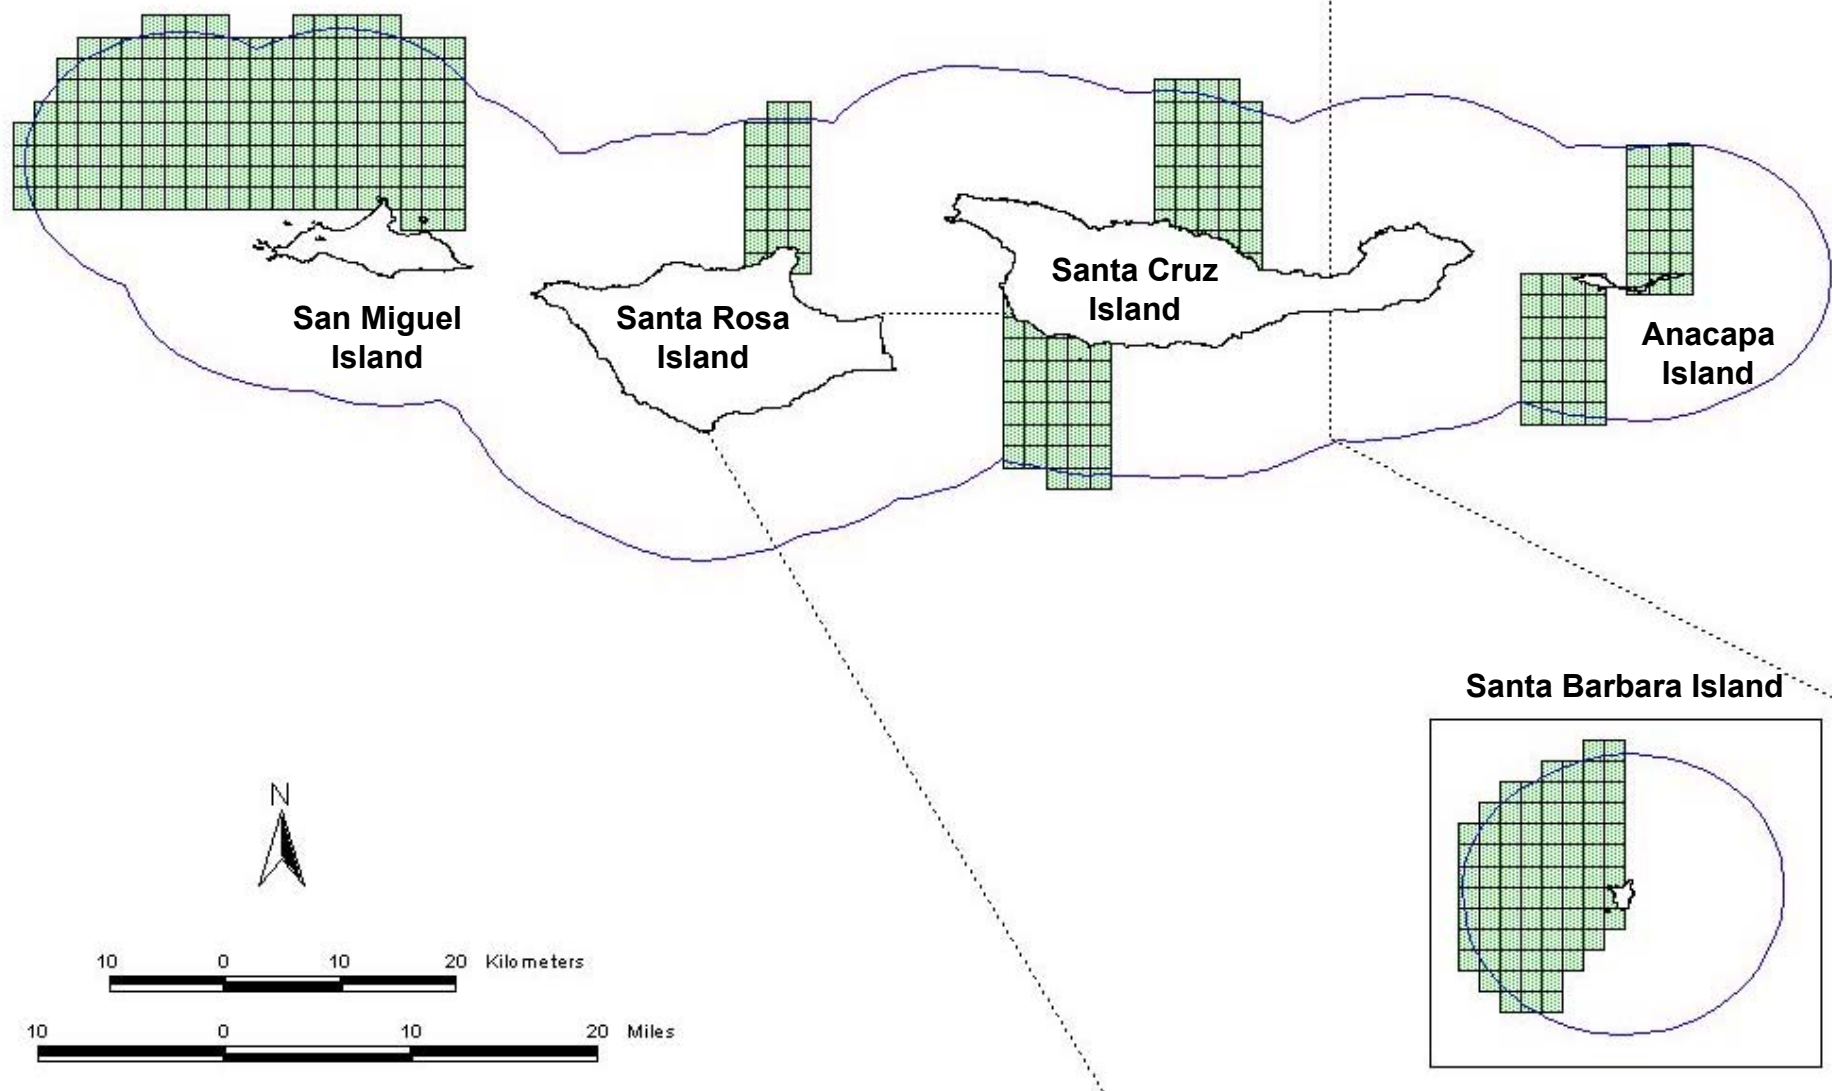 Santa Cruz
Island
San Miguel
Island
Santa Rosa
Island
Anacapa
Island
Santa Barbara Island
N
10 0 10 20 Kilometers
10 0 10 20 Miles